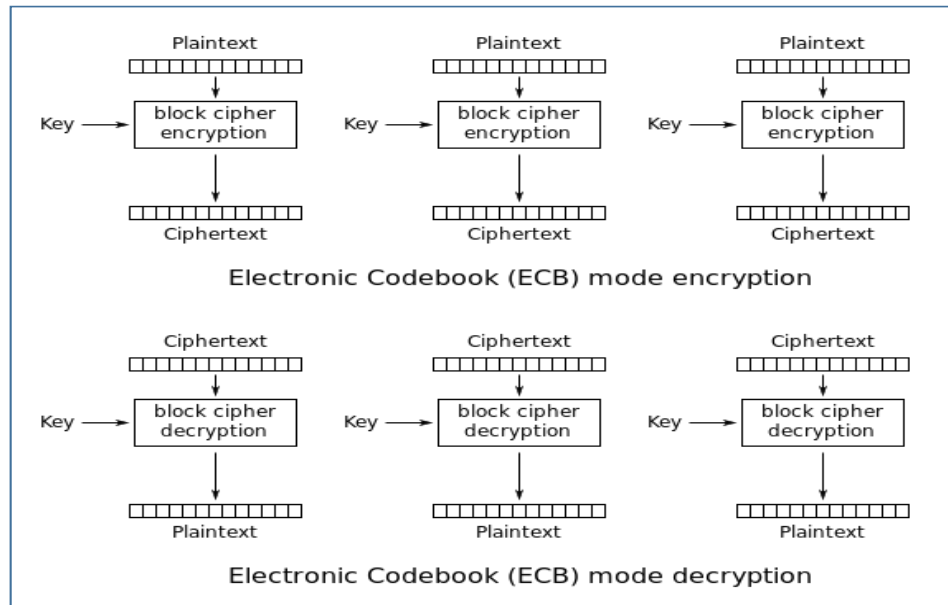 Plaintext Plaintext Plaintext
Key block cipher encryption Key block cipher encryption Key block cipher encryption
Ciphertext Ciphertext Ciphertext
Electronic Codebook (ECB) mode encryption
Ciphertext Ciphertext Ciphertext
Key block cipher decryption Key block cipher decryption Key block cipher decryption
Plaintext Plaintext Plaintext
Electronic Codebook (ECB) mode decryption